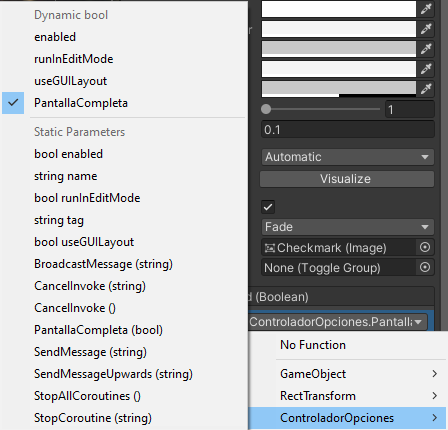 Dynamic bool
enabled
runInEditMode
useGUILayout
PantallaCompleta
Static Parameters
bool enabled
string name
bool runInEditMode
string tag
bool useGUILayout
BroadcastMessage (string)
CancelInvoke (string)
CancelInvoke ()
PantallaCompleta (bool)
SendMessage (string)
SendMessageUpwards (string)
StopAllCoroutines ()
StopCoroutine (string)
1
0.1
Automatic
Visualize
Fade
Checkmark (Image)
None (Toggle Group)
(Boolean)
ControladorOpciones.Pantalla
No Function
GameObject
RectTransform
ControladorOpciones